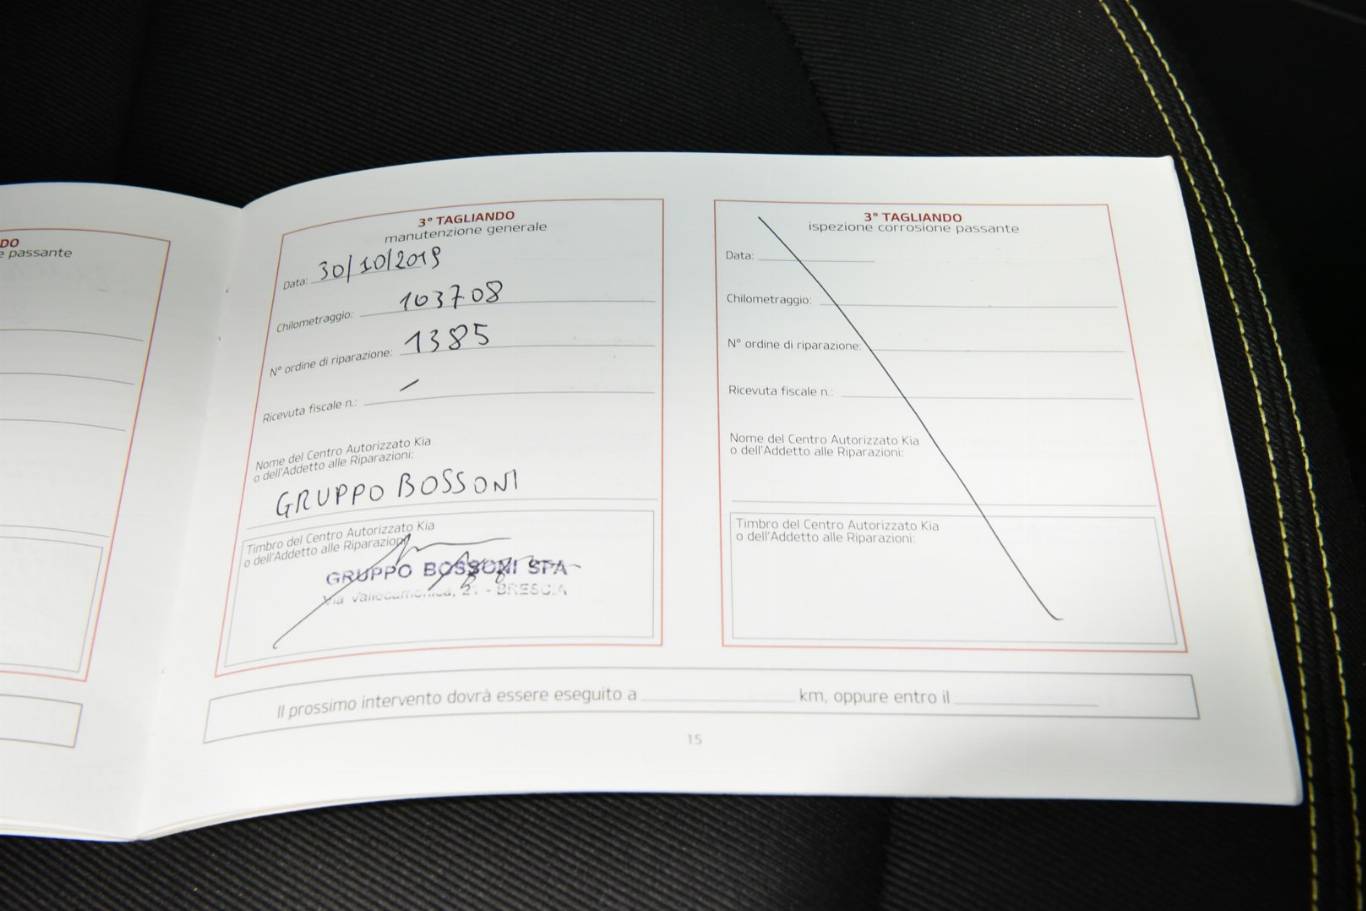 DO
e passante
3° TAGLIANDO
manutenzione generale
Data: 30/10/2019
Chilometraggio: 103708
N° ordine di riparazione: 1385
Ricevuta fiscale n.: /
Nome del Centro Autorizzato Kia
o dell'Addetto alle Riparazioni:
GRUPPO BOSSONI
Timbro del Centro Autorizzato Kia
o dell'Addetto alle Riparazioni
GRUPPO BOSSONI SPA
Via Vallecamonica, - BRESCIA
3° TAGLIANDO
ispezione corrosione passante
Data:
Chilometraggio:
N° ordine di riparazione:
Ricevuta fiscale n.:
Nome del Centro Autorizzato Kia
o dell'Addetto alle Riparazioni:
Timbro del Centro Autorizzato Kia
o dell'Addetto alle Riparazioni:
Il prossimo intervento dovrà essere eseguito a km, oppure entro il
15